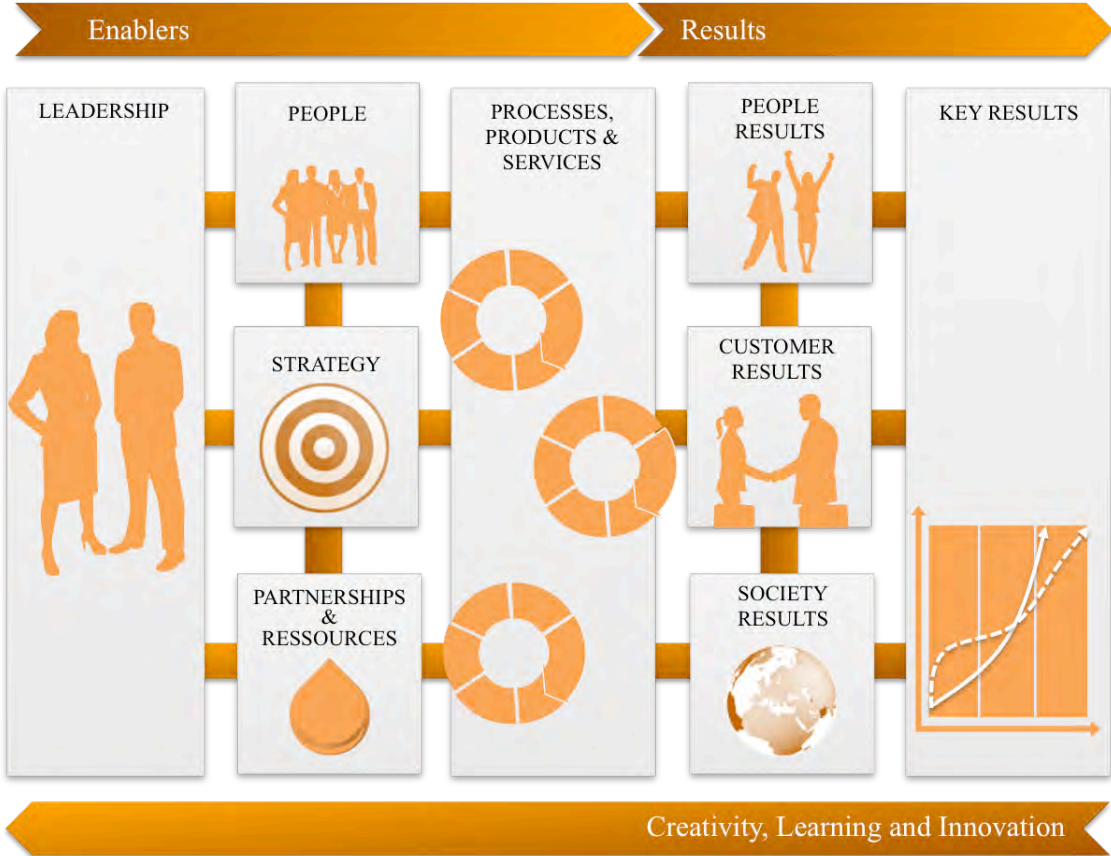 Enablers
Results
LEADERSHIP
PEOPLE
PROCESSES,
PRODUCTS &
SERVICES
PEOPLE
RESULTS
KEY RESULTS
STRATEGY
CUSTOMER
RESULTS
PARTNERSHIPS
&
RESSOURCES
SOCIETY
RESULTS
Creativity, Learning and Innovation